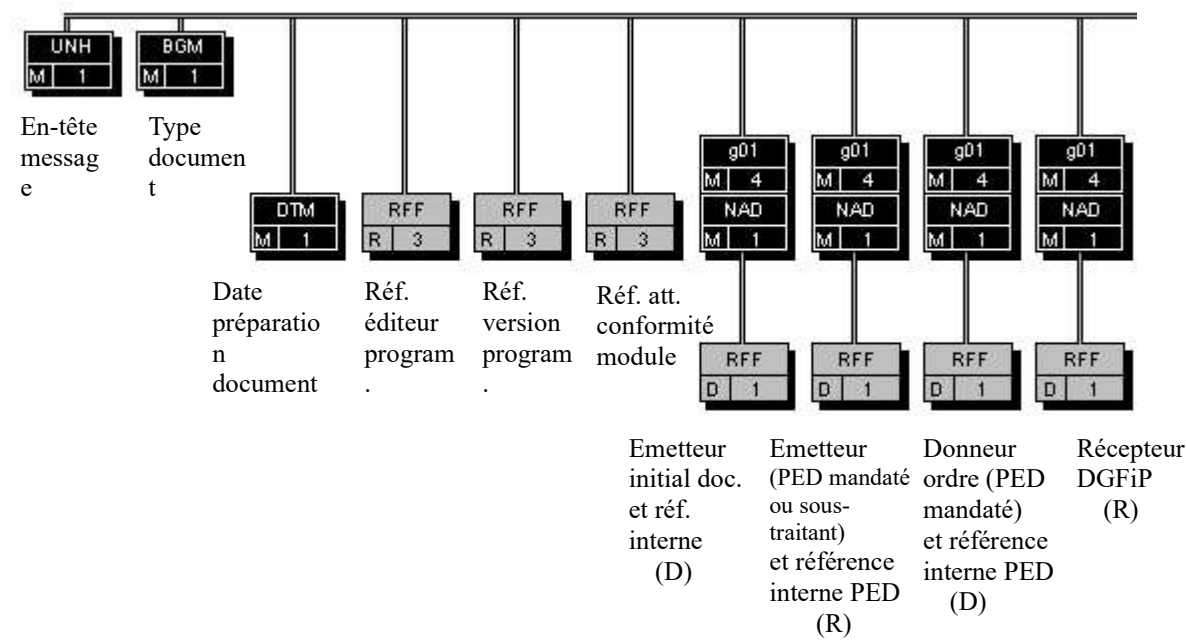 UNH
M 1
BGM
M 1
En-tête
messag
e
Type
documen
t
DTM
M 1
Date
préparatio
n
document
RFF
R 3
Réf.
éditeur
program
.
RFF
R 3
Réf.
version
program
.
RFF
R 3
Réf. att.
conformité
module
g01
M 4
NAD
M 1
RFF
D 1
Emetteur
initial doc.
et réf.
interne
(D)
g01
M 4
NAD
M 1
RFF
D 1
Emetteur
(PED mandaté
ou sous-
traitant)
et référence
interne PED
(R)
g01
M 4
NAD
M 1
RFF
D 1
Donneur
ordre (PED
mandaté)
et référence
interne PED
(D)
g01
M 4
NAD
M 1
RFF
D 1
Récepteur
DGFiP
(R)